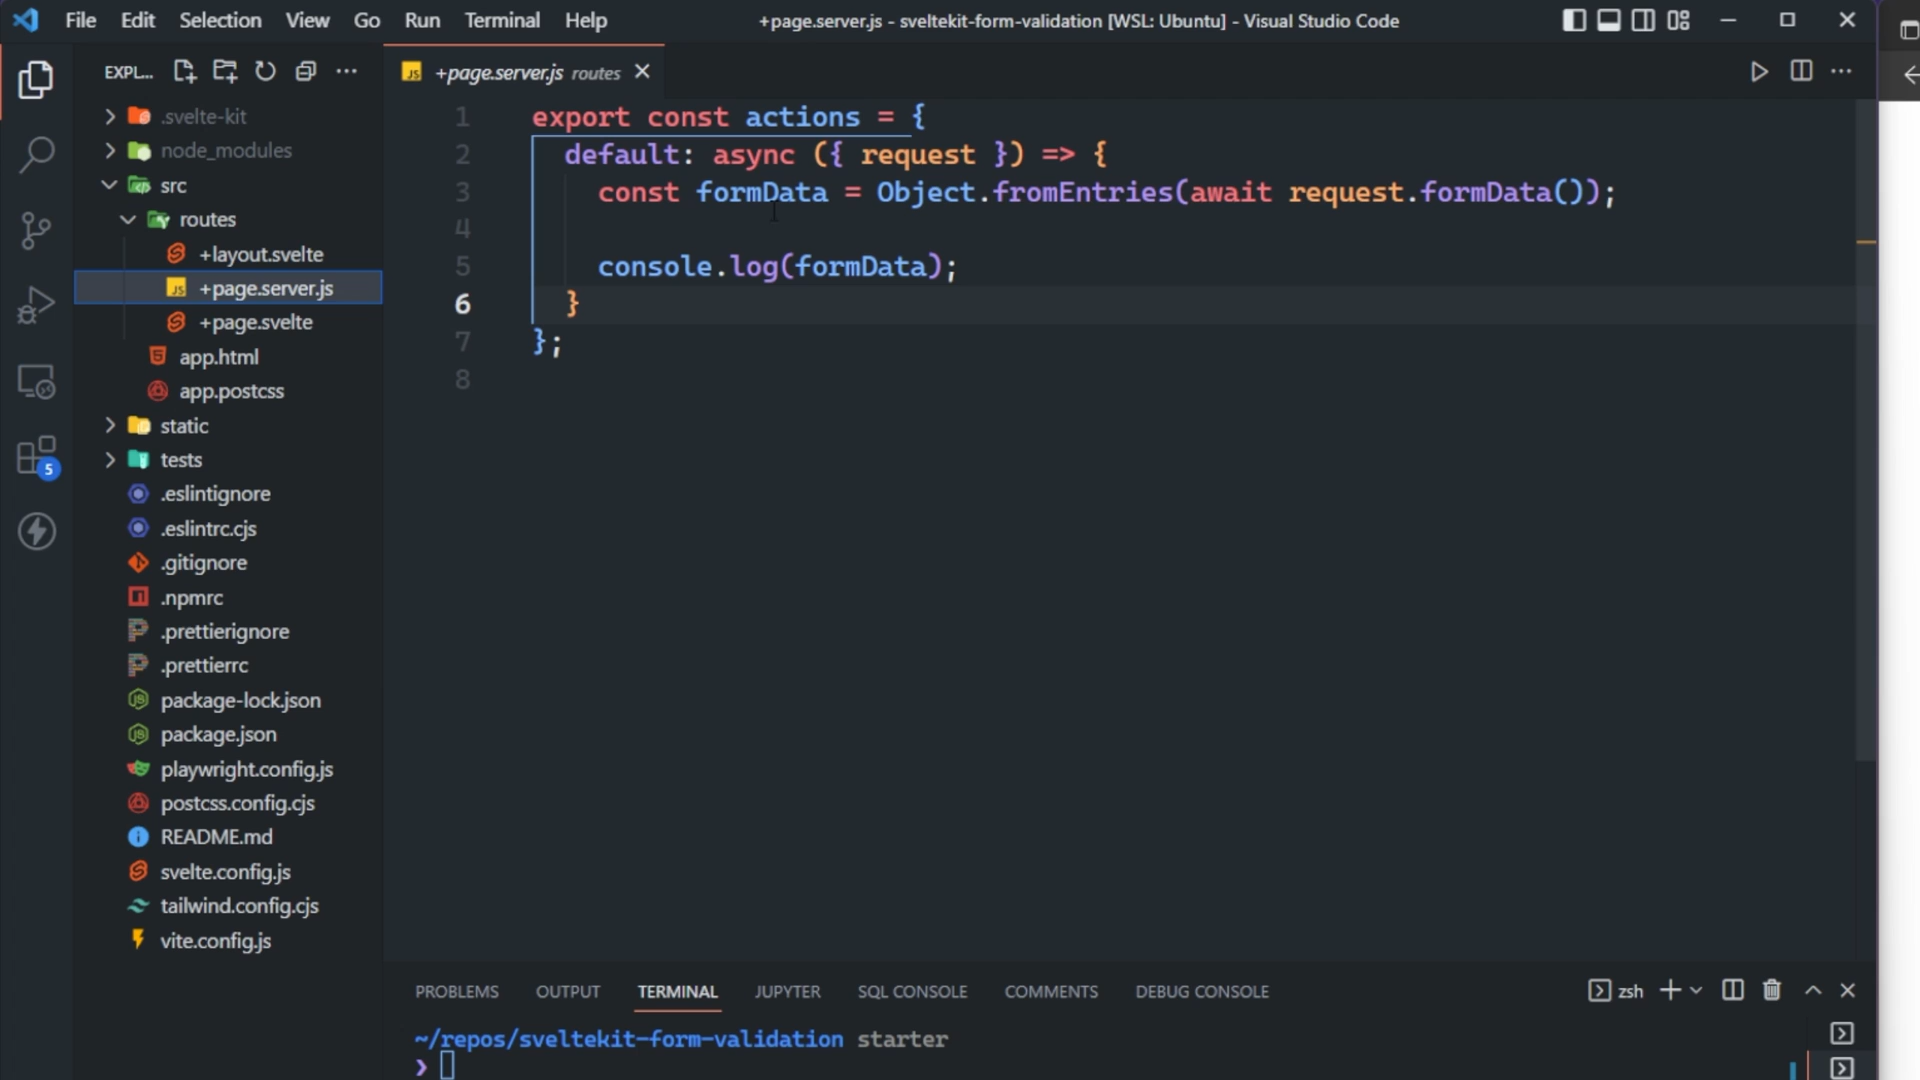 File Edit Selection View Go Run Terminal Help
+page.server.js - sveltekit-form-validation [WSL: Ubuntu] - Visual Studio Code
EXPL...
+page.server.js routes
.svelte-kit
node_modules
src
routes
+layout.svelte
+page.server.js
+page.svelte
app.html
app.postcss
static
tests
.eslintignore
.eslintrc.cjs
.gitignore
.npmrc
.prettierignore
.prettierrc
package-lock.json
package.json
playwright.config.js
postcss.config.cjs
README.md
svelte.config.js
tailwind.config.cjs
vite.config.js
5
1 export const actions = {
2 default: async ({ request }) => {
3 const formData = Object.fromEntries(await request.formData());
4
5 console.log(formData);
6 }
7 };
8
PROBLEMS OUTPUT TERMINAL JUPYTER SQL CONSOLE COMMENTS DEBUG CONSOLE
zsh
~/repos/sveltekit-form-validation starter
❯